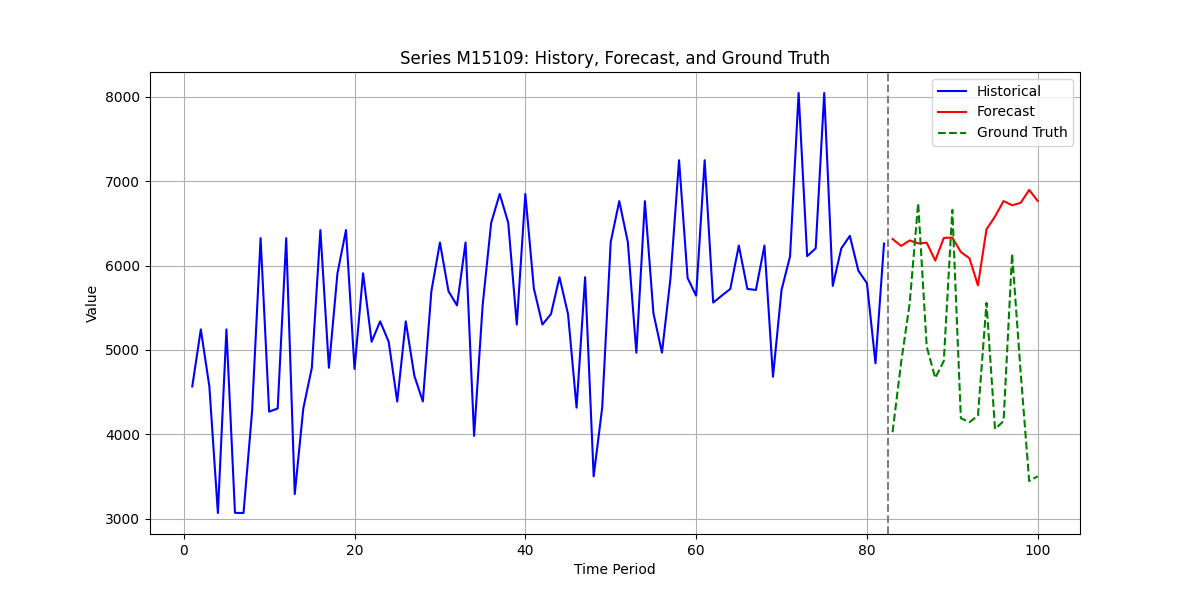 Series M15109: History, Forecast, and Ground Truth
Historical
Forecast
Ground Truth
Value
8000
7000
6000
5000
4000
3000
0 20 40 60 80 100
Time Period